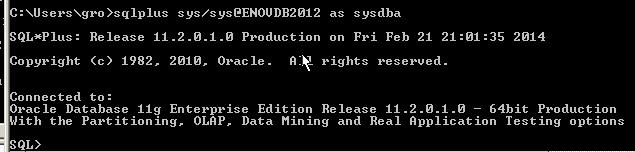 C:\Users\gro>sqlplus sys/sys@ENOVDB2012 as sysdba
SQL*Plus: Release 11.2.0.1.0 Production on Fri Feb 21 21:01:35 2014
Copyright (c) 1982, 2010, Oracle.  All rights reserved.
Connected to:
Oracle Database 11g Enterprise Edition Release 11.2.0.1.0 - 64bit Production
With the Partitioning, OLAP, Data Mining and Real Application Testing options
SQL>